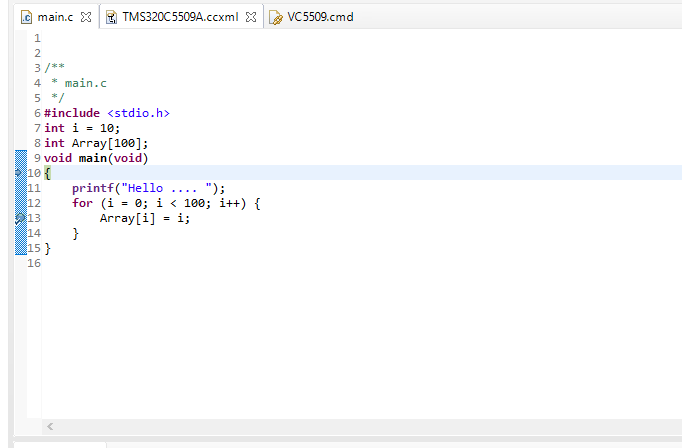 main.c TMS320C5509A.ccxml VC5509.cmd
1
2
3 /**
4  * main.c
5  */
6 #include <stdio.h>
7 int i = 10;
8 int Array[100];
9 void main(void)
10 {
11     printf("Hello .... ");
12     for (i = 0; i < 100; i++) {
13         Array[i] = i;
14     }
15 }
16